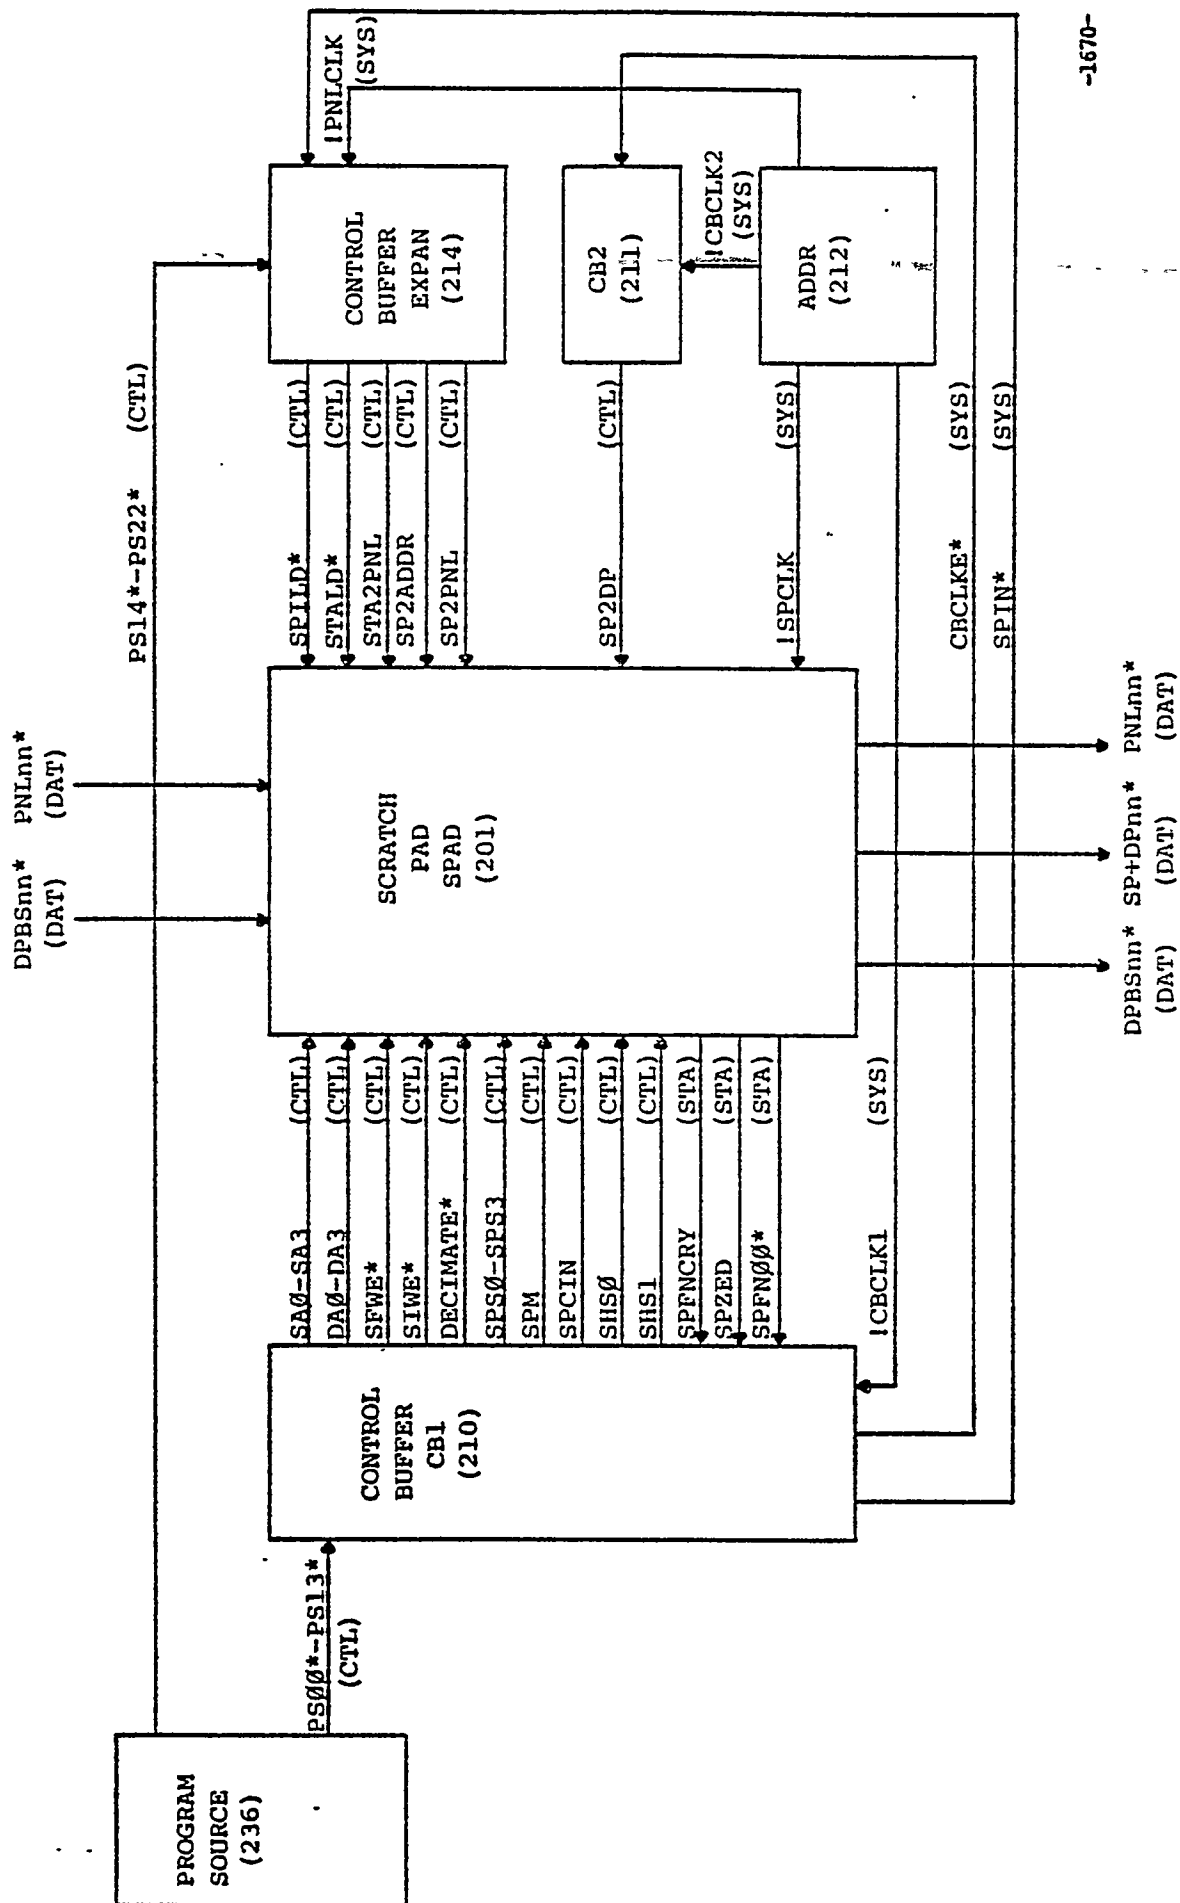 PROGRAM
SOURCE
(236)
PS14*-PS22* (CTL)
PSØØ*-PS13*
(CTL)
CONTROL
BUFFER
CB1
(210)
SAØ-SA3 (CTL)
DAØ-DA3 (CTL)
SFWE* (CTL)
SIWE* (CTL)
DECIMATE* (CTL)
SPSØ-SPS3 (CTL)
SPM (CTL)
SPCIN (CTL)
SHSØ (CTL)
SHS1 (CTL)
SPFNCRY (STA)
SPZED (STA)
SPFNØØ* (STA)
!CBCLK1 (SYS)
DPBSnn*
(DAT)
PNLnn*
(DAT)
SCRATCH
PAD
SPAD
(201)
DPBSnn*
(DAT)
SP+DPnn*
(DAT)
PNLnn*
(DAT)
SPILD* (CTL)
STALD* (CTL)
STA2PNL (CTL)
SP2ADDR (CTL)
SP2PNL (CTL)
SP2DP (CTL)
!SPCLK (SYS)
CBCLKE* (SYS)
SPIN* (SYS)
CONTROL
BUFFER
EXPAN
(214)
CB2
(211)
ADDR
(212)
!PNLCLK
(SYS)
!CBCLK2
(SYS)
-1670-